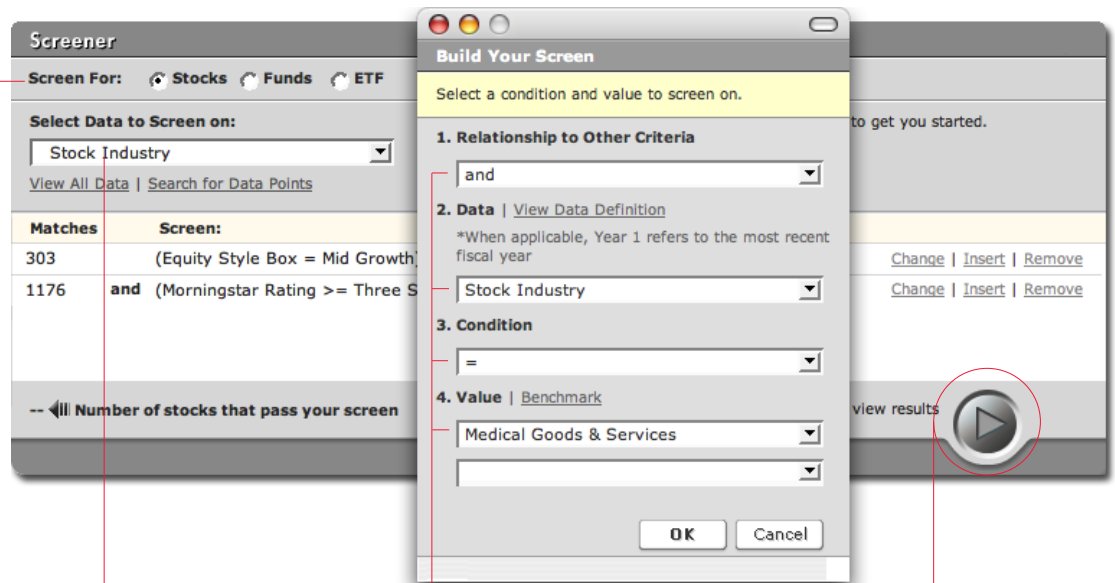 Screener
Screen For: Stocks Funds ETF
Select Data to Screen on:
to get you started.
Stock Industry
View All Data | Search for Data Points
Matches Screen:
303 (Equity Style Box = Mid Growth) Change | Insert | Remove
1176 and (Morningstar Rating >= Three S Change | Insert | Remove
-- Number of stocks that pass your screen
view results
Build Your Screen
Select a condition and value to screen on.
1. Relationship to Other Criteria
and
2. Data | View Data Definition
*When applicable, Year 1 refers to the most recent
fiscal year
Stock Industry
3. Condition
=
4. Value | Benchmark
Medical Goods & Services
OK Cancel